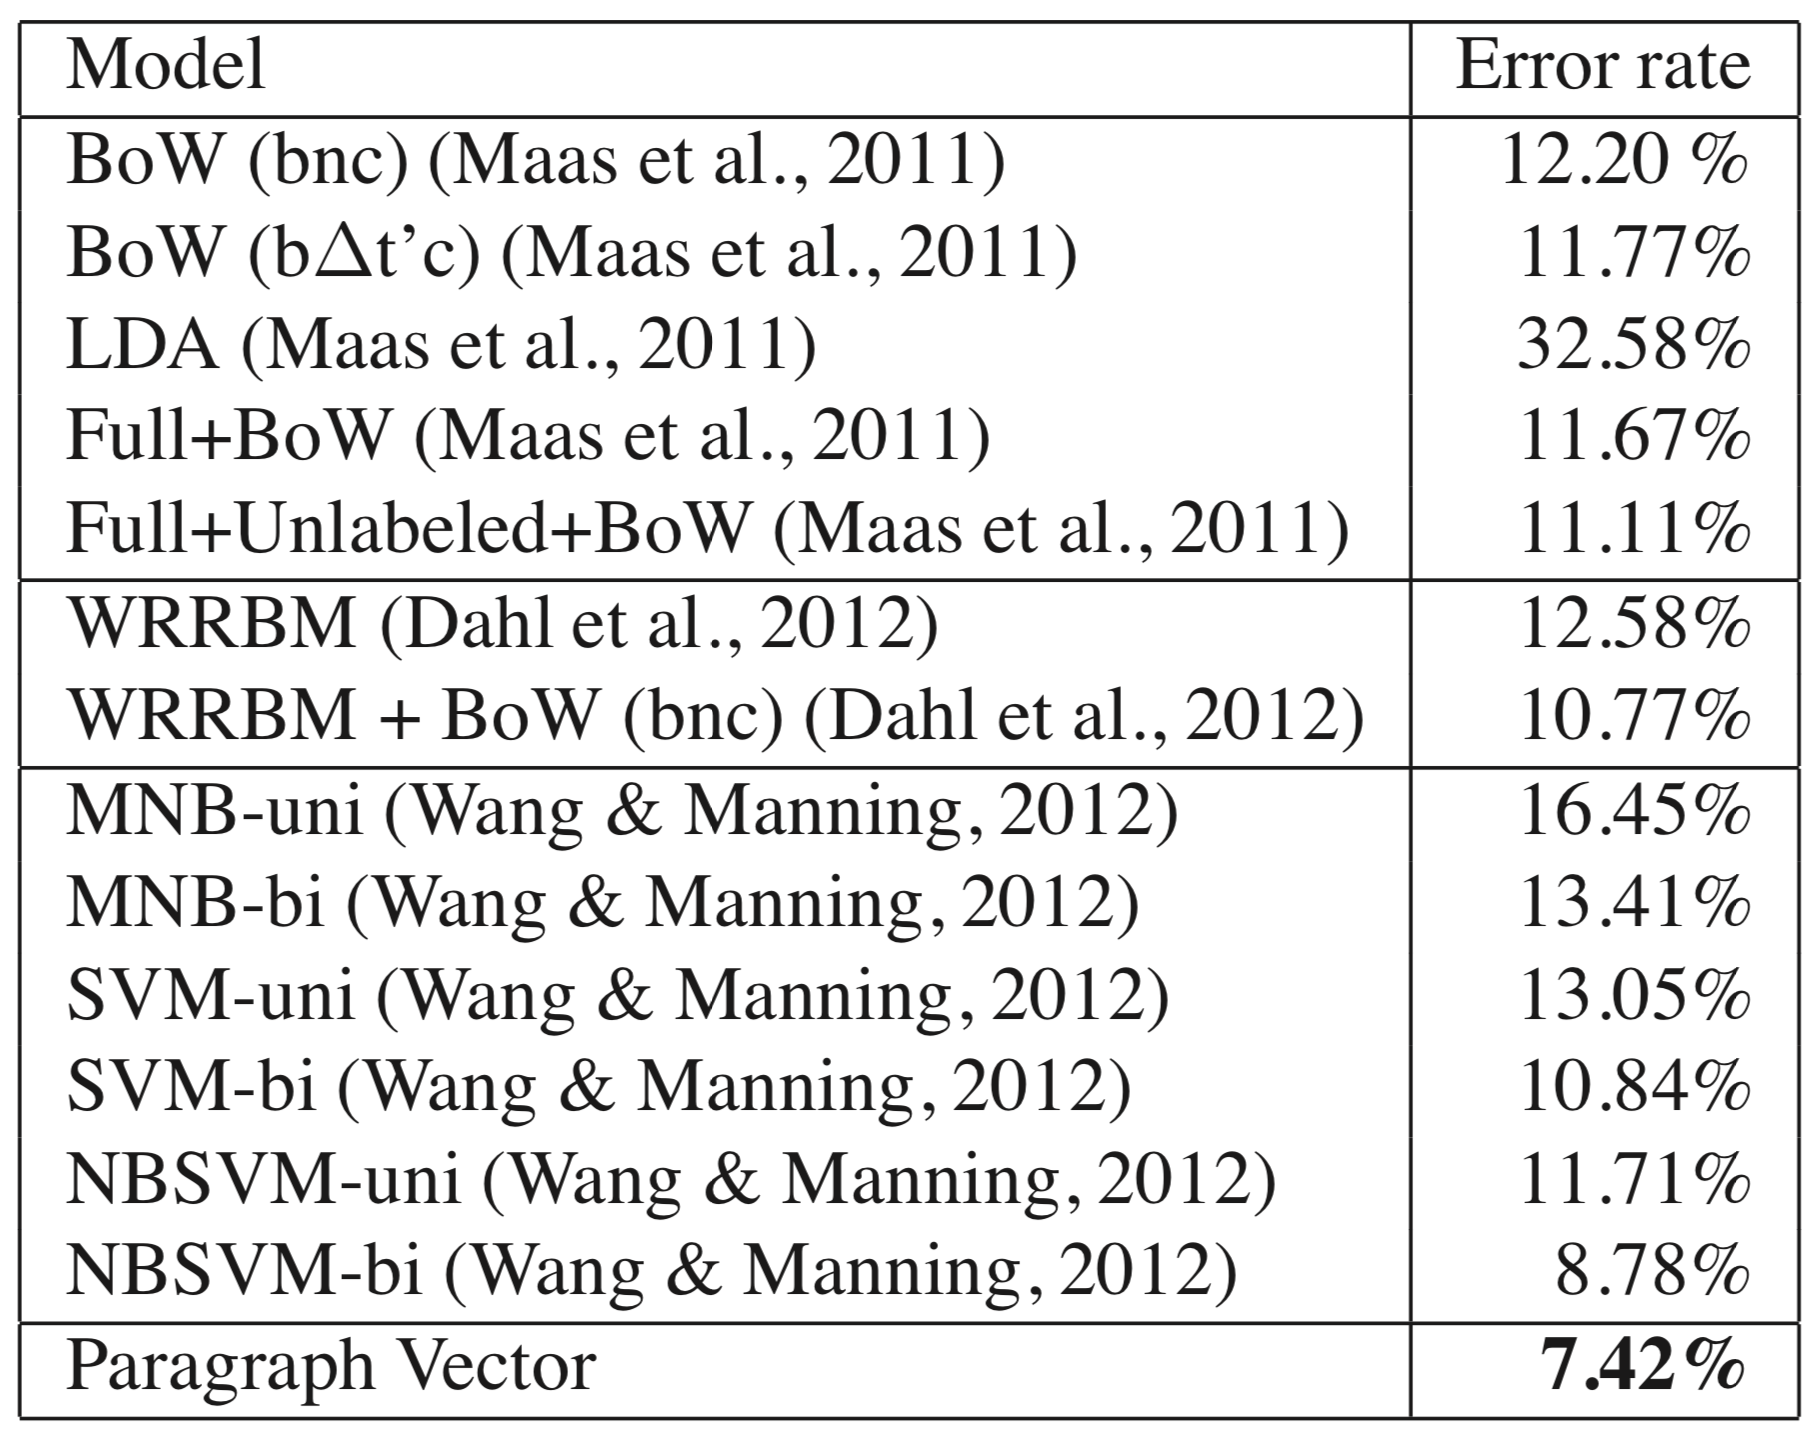 Model Error rate
BoW (bnc) (Maas et al., 2011) 12.20 %
BoW (bΔt’c) (Maas et al., 2011) 11.77%
LDA (Maas et al., 2011) 32.58%
Full+BoW (Maas et al., 2011) 11.67%
Full+Unlabeled+BoW (Maas et al., 2011) 11.11%
WRRBM (Dahl et al., 2012) 12.58%
WRRBM + BoW (bnc) (Dahl et al., 2012) 10.77%
MNB-uni (Wang & Manning, 2012) 16.45%
MNB-bi (Wang & Manning, 2012) 13.41%
SVM-uni (Wang & Manning, 2012) 13.05%
SVM-bi (Wang & Manning, 2012) 10.84%
NBSVM-uni (Wang & Manning, 2012) 11.71%
NBSVM-bi (Wang & Manning, 2012) 8.78%
Paragraph Vector 7.42%